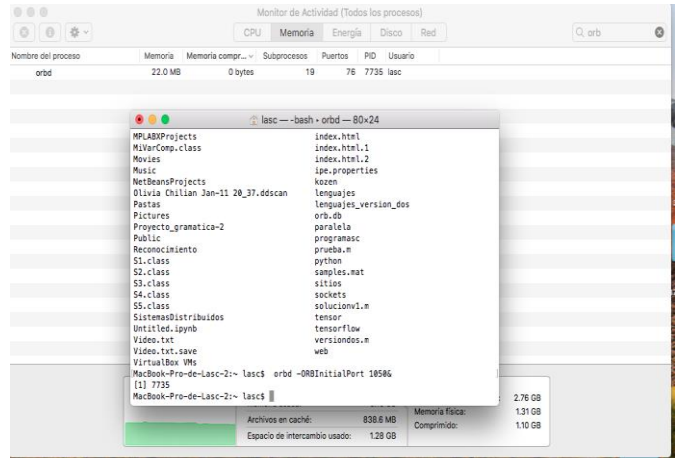 Monitor de Actividad (Todos los procesos)
CPU Memoria Energía Disco Red
orb
Nombre del proceso Memoria Memoria compr... Subprocesos Puertos PID Usuario
orbd 22.0 MB 0 bytes 19 76 7735 lasc
lasc — -bash • orbd — 80×24
MPLABXProjects index.html
MiVarComp.class index.html.1
Movies index.html.2
Music ipe.properties
NetBeansProjects kozen
Olivia Chilian Jan-11 20_37.ddscan lenguajes
Pastas lenguajes_version_dos
Pictures orb.db
Proyecto_gramatica-2 paralela
Public programasc
Reconocimiento prueba.m
S1.class python
S2.class samples.mat
S3.class sitios
S4.class sockets
S5.class solucionv1.m
SistemasDistribuidos tensor
Untitled.ipynb tensorflow
Video.txt versiondos.m
Video.txt.save web
VirtualBox VMs
MacBook-Pro-de-Lasc-2:~ lasc$ orbd -ORBInitialPort 1050&
[1] 7735
MacBook-Pro-de-Lasc-2:~ lasc$
2.76 GB
Memoria física: 1.31 GB
Archivos en caché: 838.6 MB Comprimido: 1.10 GB
Espacio de intercambio usado: 1.28 GB